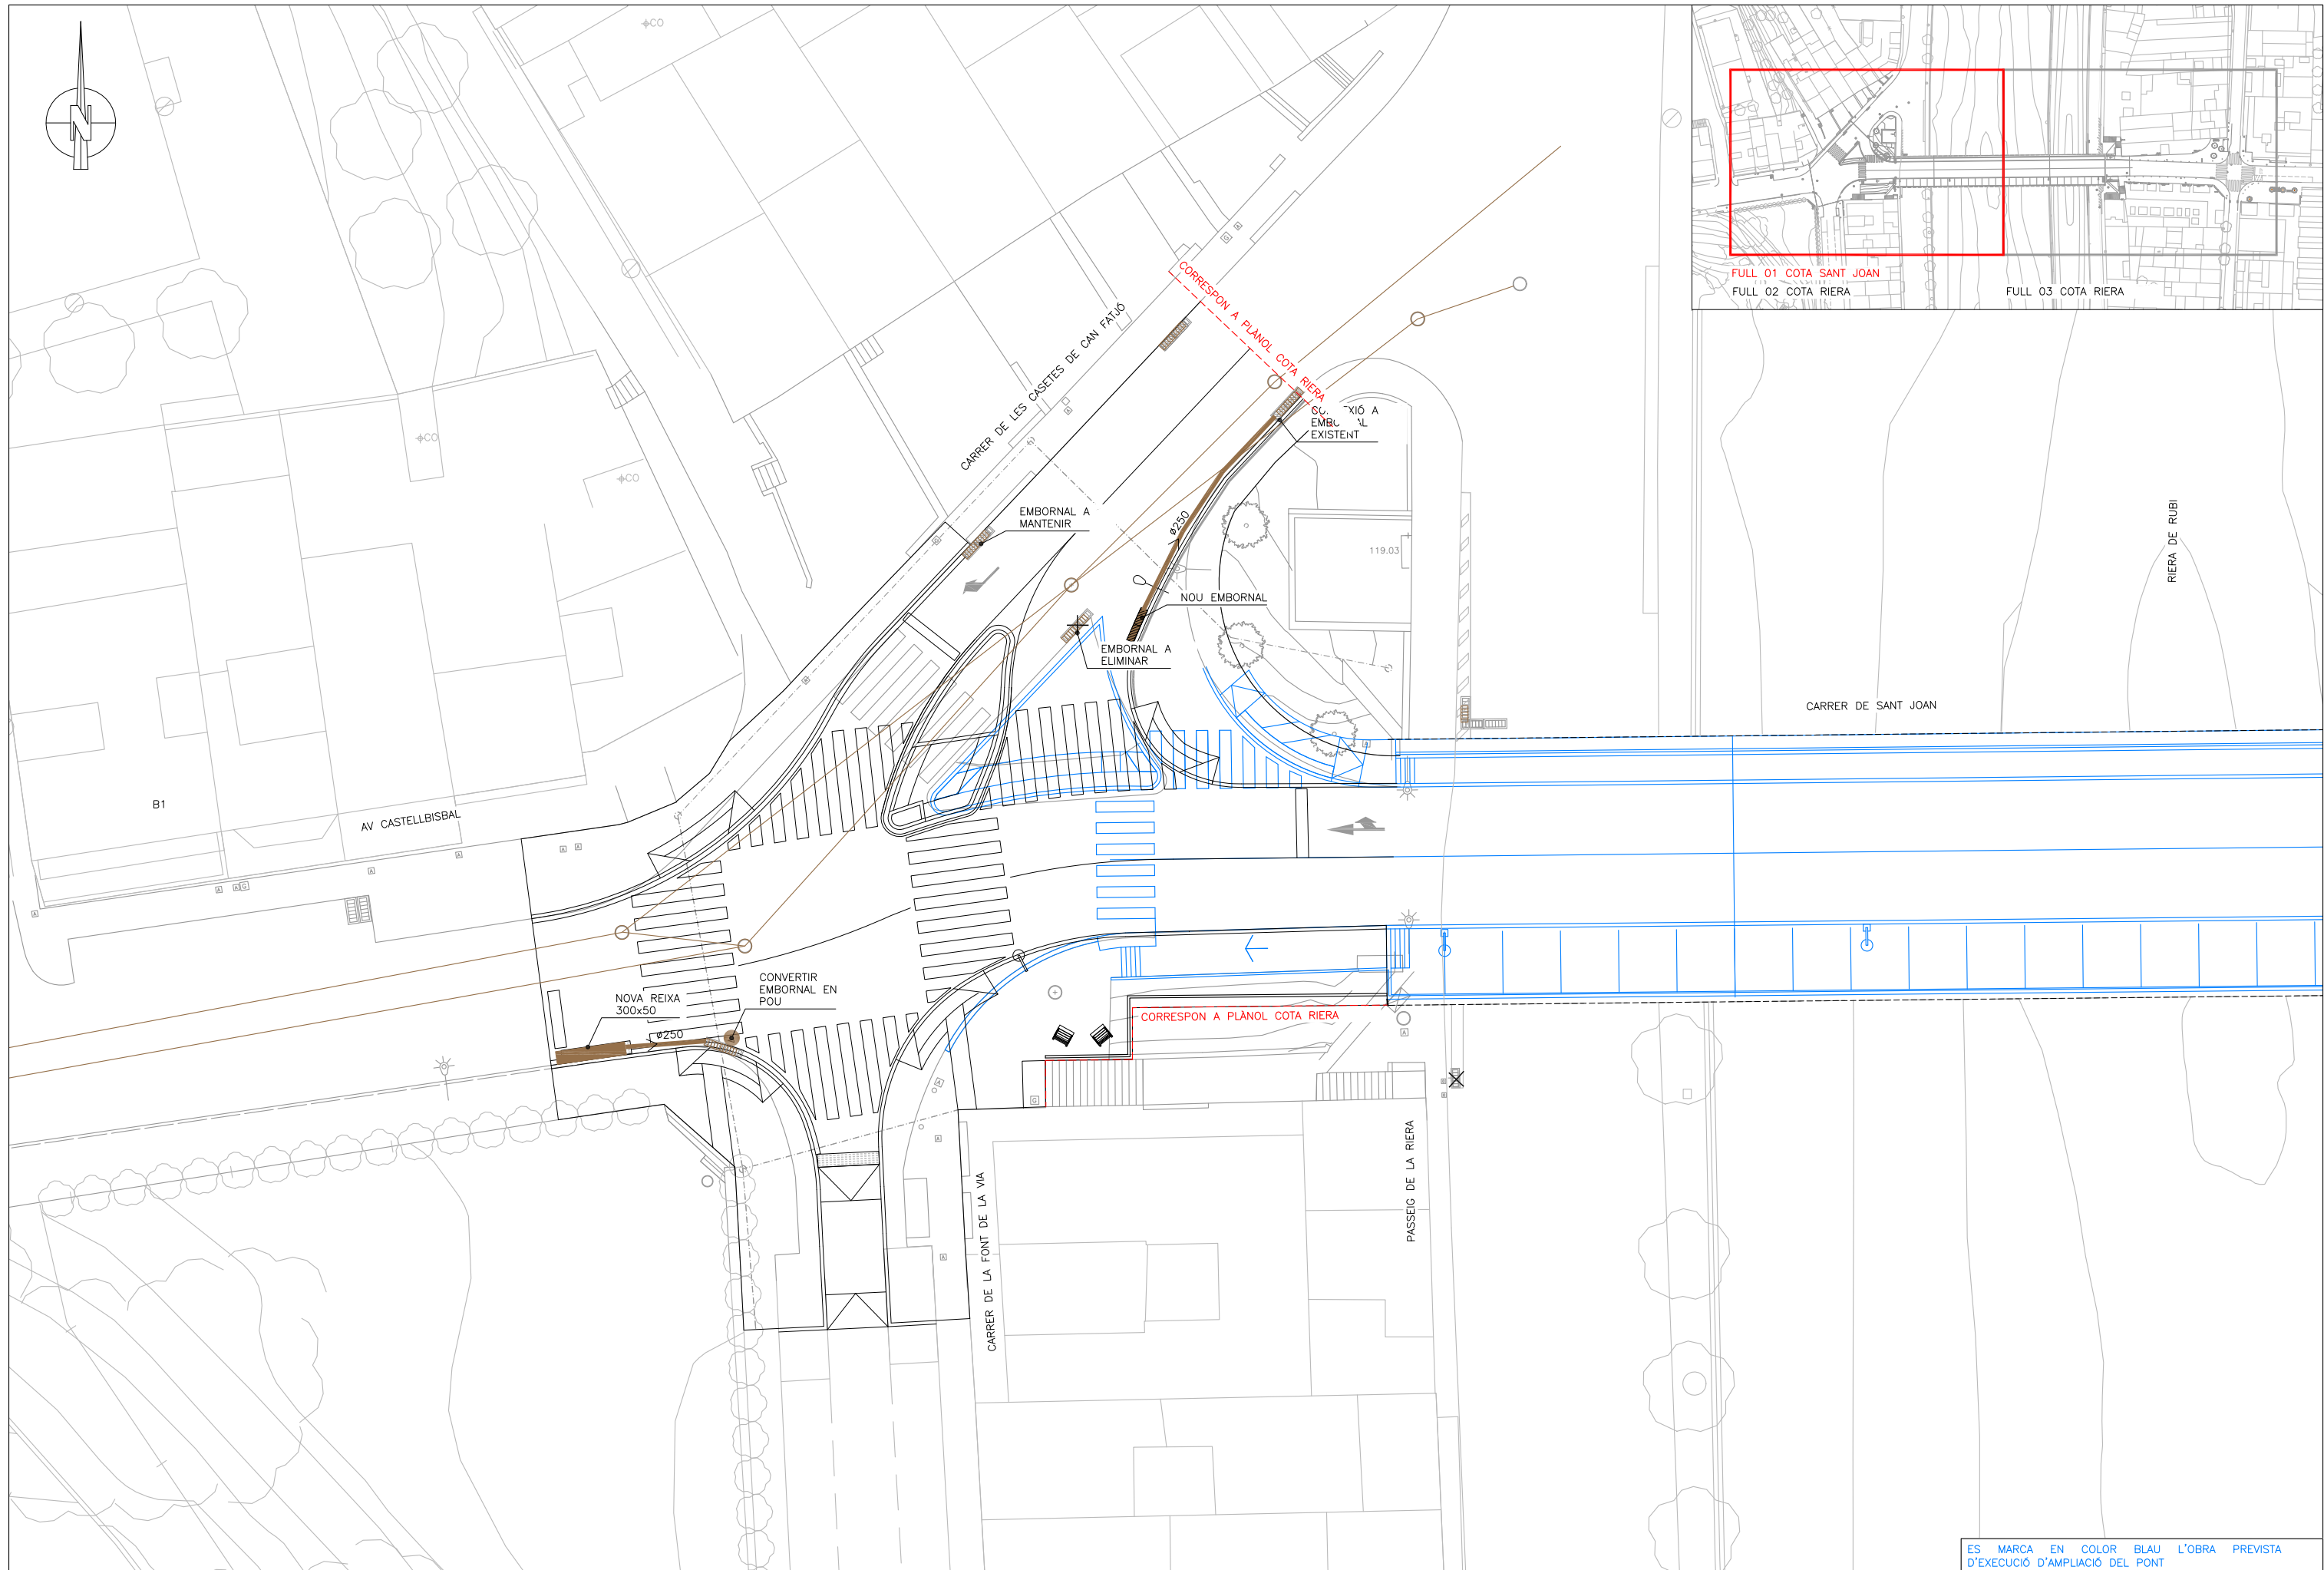 N
CO
FULL 01 COTA SANT JOAN
FULL 02 COTA RIERA
FULL 03 COTA RIERA
CORRESPON A PLÀNOL COTA RIERA
CARRER DE LES CASETES DE CAN FATJÓ
G
A
EXISTENT
CO
CO
EMBORNAL A
MANTENIR
ø250
119.03
RIERA DE RUBI
NOU EMBORNAL
EMBORNAL A
ELIMINAR
CARRER DE SANT JOAN
B1
AV CASTELLBISBAL
CONVERTIR
EMBORNAL EN
POU
NOVA REIXA
300x50
ø250
CORRESPON A PLÀNOL COTA RIERA
PASSEIG DE LA RIERA
CARRER DE LA FONT DE LA VIA
ES MARCA EN COLOR BLAU L'OBRA PREVISTA
D'EXECUCIÓ D'AMPLIACIÓ DEL PONT